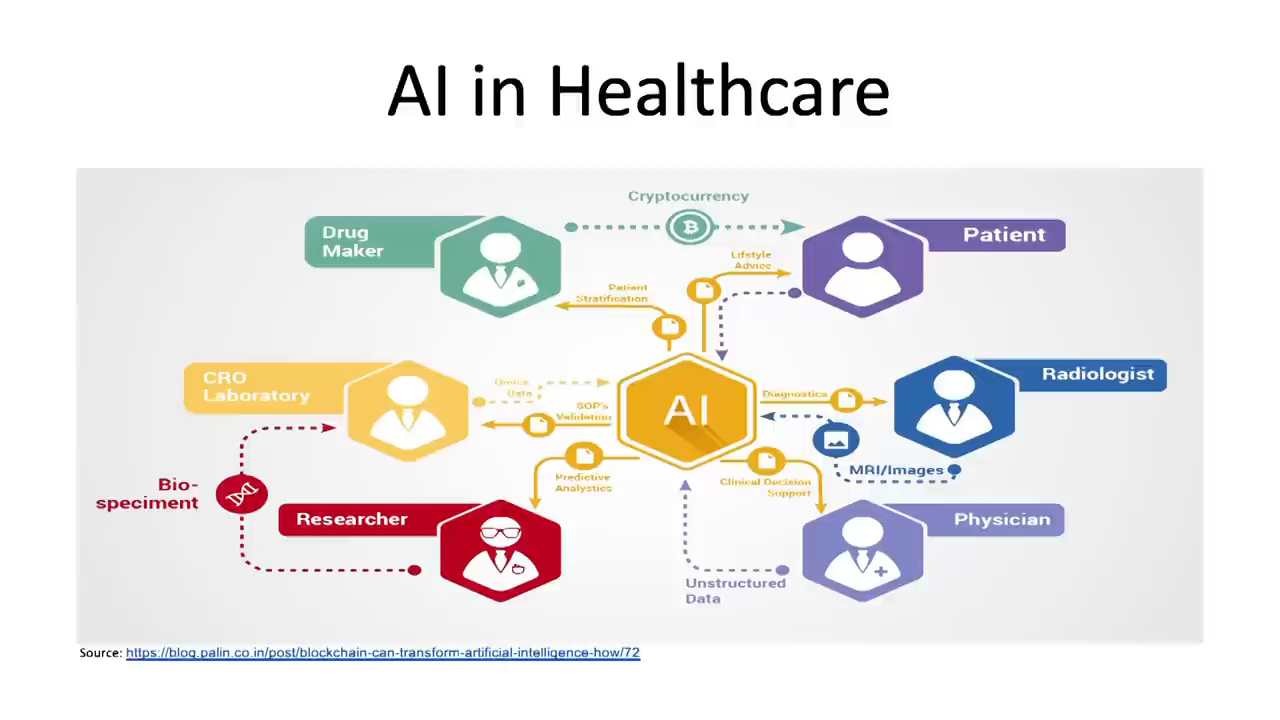 AI in Healthcare
Cryptocurrency
Drug
Maker
Patient
Lifstyle
Advice
Patient
Stratification
CRO
Laboratory
Omics
Data
SOP's
Validation
AI
Diagnostics
Radiologist
MRI/Images
Bio-
speciment
Predictive
Analystics
Clinical Decision
Support
Researcher
Physician
Unstructured
Data
Source: https://blog.palin.co.in/post/blockchain-can-transform-artificial-intelligence-how/72